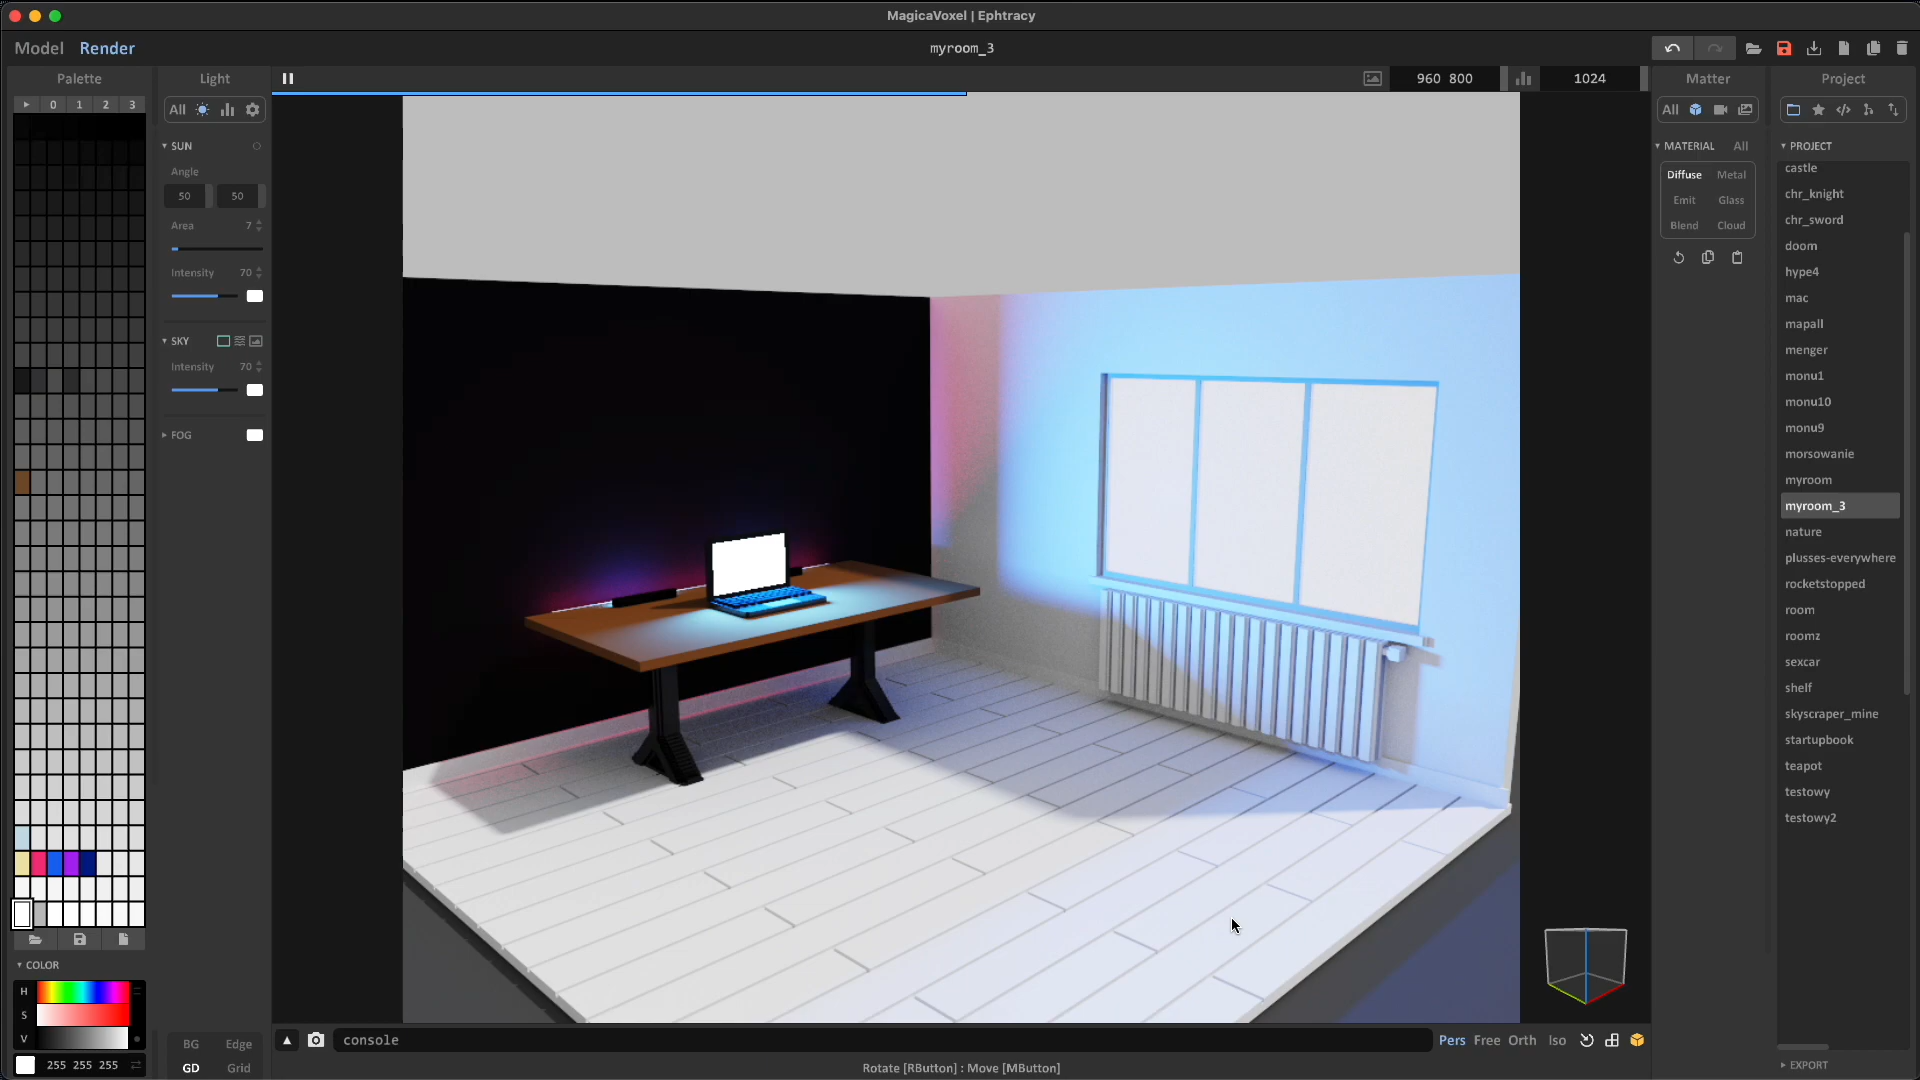 MagicaVoxel | Ephtracy
Model Render
myroom_3
Palette
Light
960 800
1024
Matter
Project
0 1 2 3
All
All
SUN
Angle
50 50
Area 7
Intensity 70
SKY
Intensity 70
FOG
MATERIAL All
Diffuse Metal
Emit Glass
Blend Cloud
PROJECT
castle
chr_knight
chr_sword
doom
hype4
mac
mapall
menger
monu1
monu10
monu9
morsowanie
myroom
myroom_3
nature
plusses-everywhere
rocketstopped
room
roomz
sexcar
shelf
skyscraper_mine
startupbook
teapot
testowy
testowy2
COLOR
H
S
V
255 255 255
BG Edge
GD Grid
console
Pers Free Orth Iso
Rotate [RButton] : Move [MButton]
EXPORT